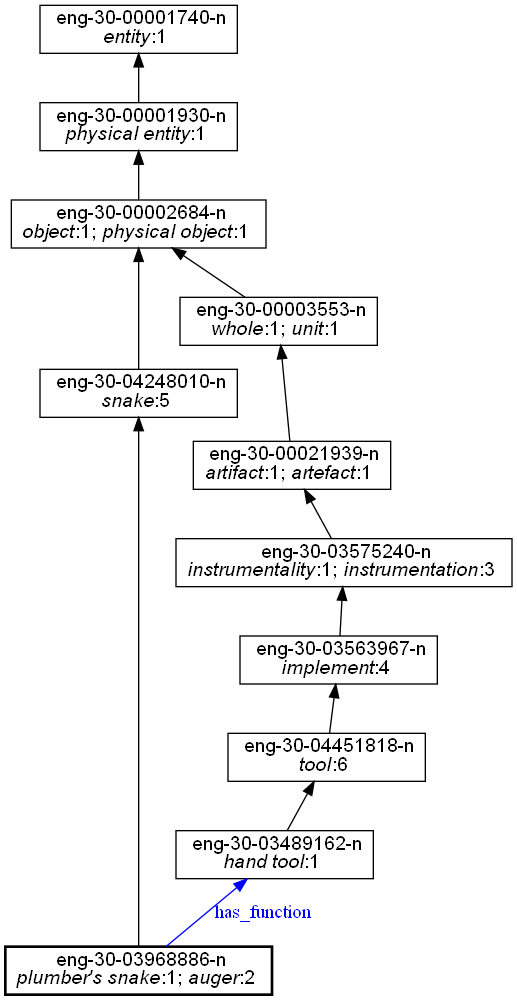 eng-30-00001740-n
entity:1
eng-30-00001930-n
physical entity:1
eng-30-00002684-n
object:1; physical object:1
eng-30-00003553-n
whole:1; unit:1
eng-30-04248010-n
snake:5
eng-30-00021939-n
artifact:1; artefact:1
eng-30-03575240-n
instrumentality:1; instrumentation:3
eng-30-03563967-n
implement:4
eng-30-04451818-n
tool:6
eng-30-03489162-n
hand tool:1
has_function
eng-30-03968886-n
plumber's snake:1; auger:2